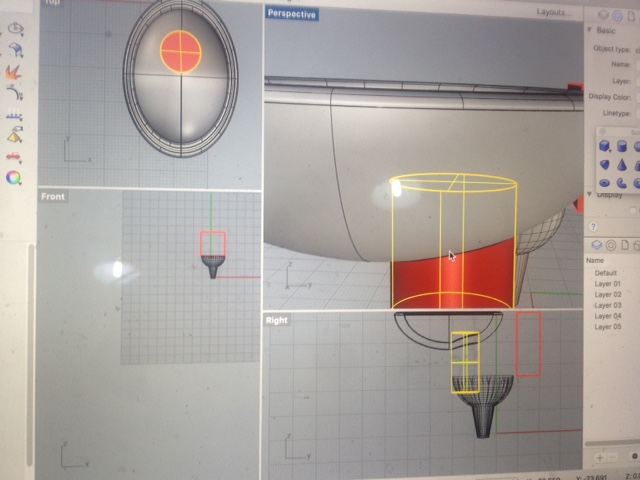 Top
Perspective
Layouts...
Basic
Object type:
Name:
Layer:
Display Color:
Linetype:
Display
Front
Right
Name
Default
Layer 01
Layer 02
Layer 03
Layer 04
Layer 05